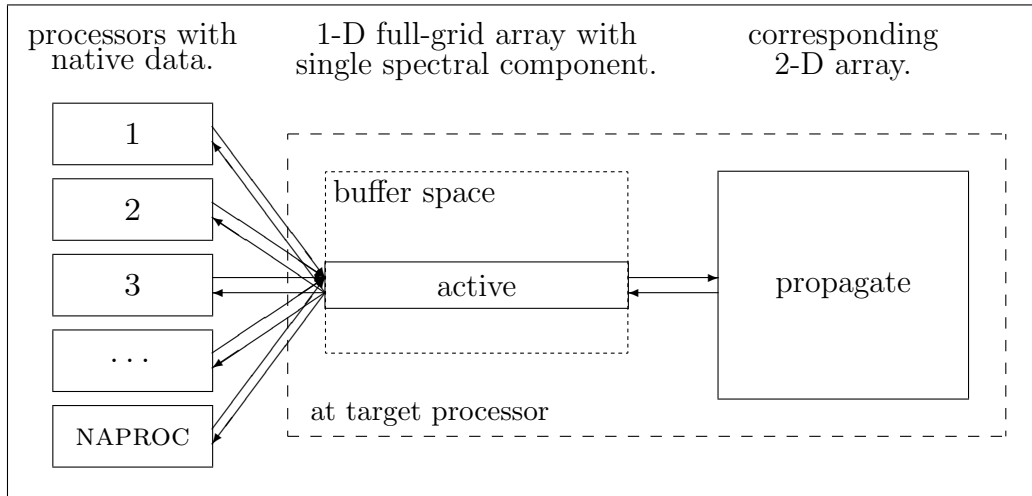 processors with
native data.
1-D full-grid array with
single spectral component.
corresponding
2-D array.
1
2
3
...
NAPROC
buffer space
active
propagate
at target processor